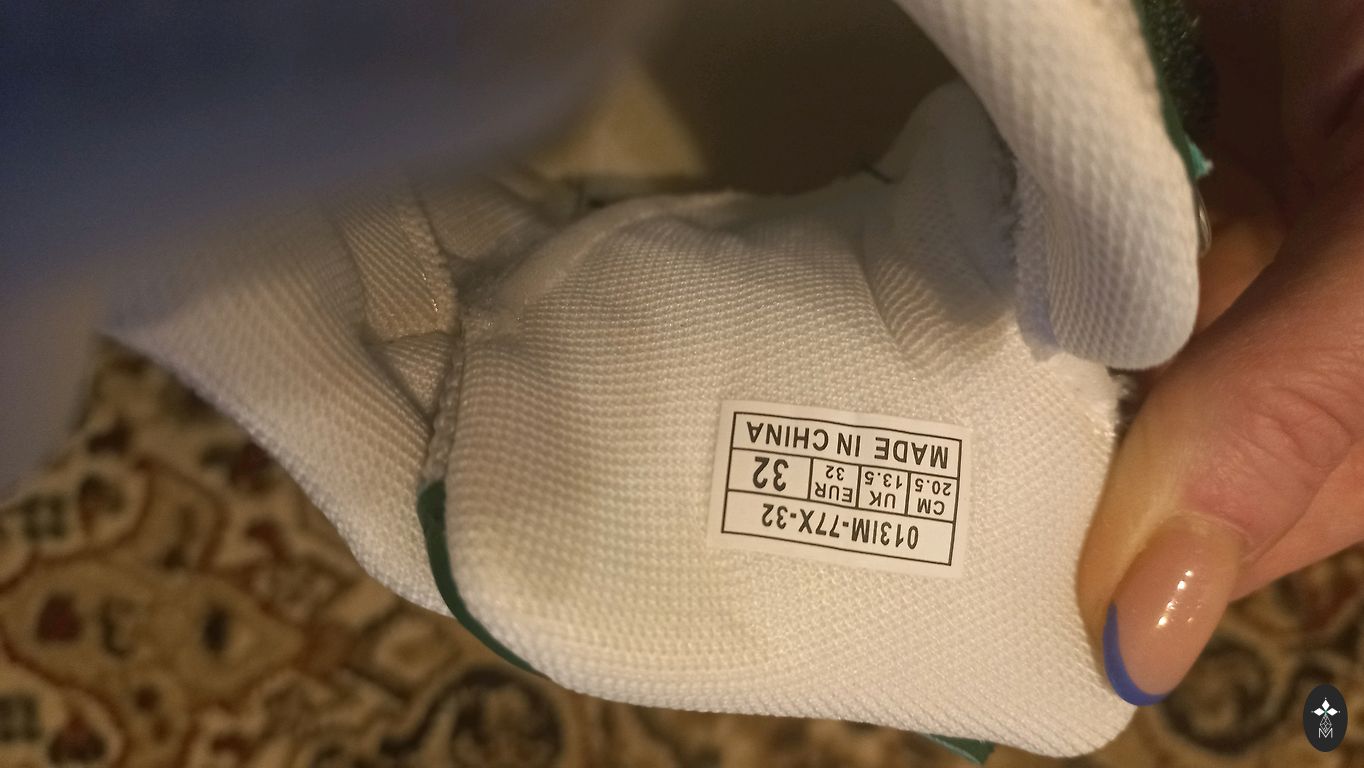 013IM-77X-32
CM UK EUR 32
20.5 13.5 32
MADE IN CHINA
M